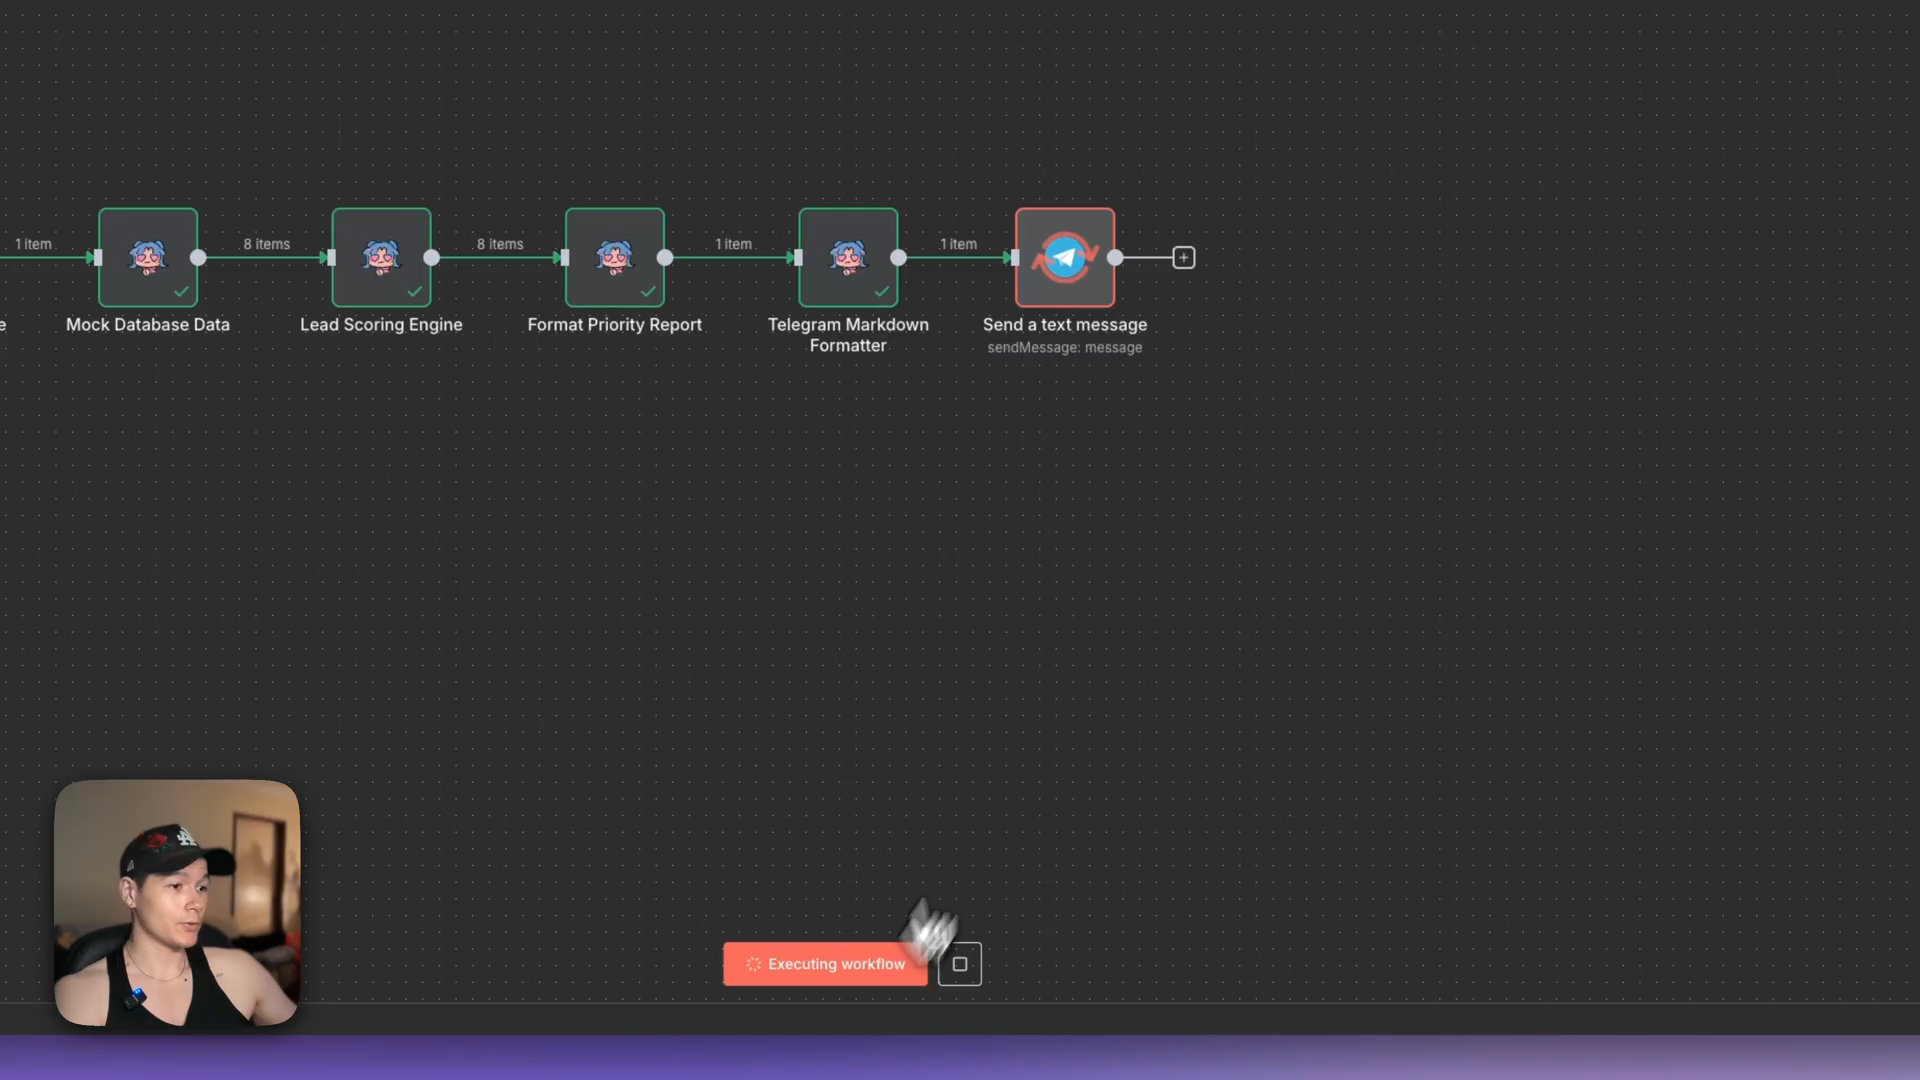 1 item
8 items
8 items
1 item
1 item
e
Mock Database Data
Lead Scoring Engine
Format Priority Report
Telegram Markdown
Formatter
Send a text message
sendMessage: message
Executing workflow